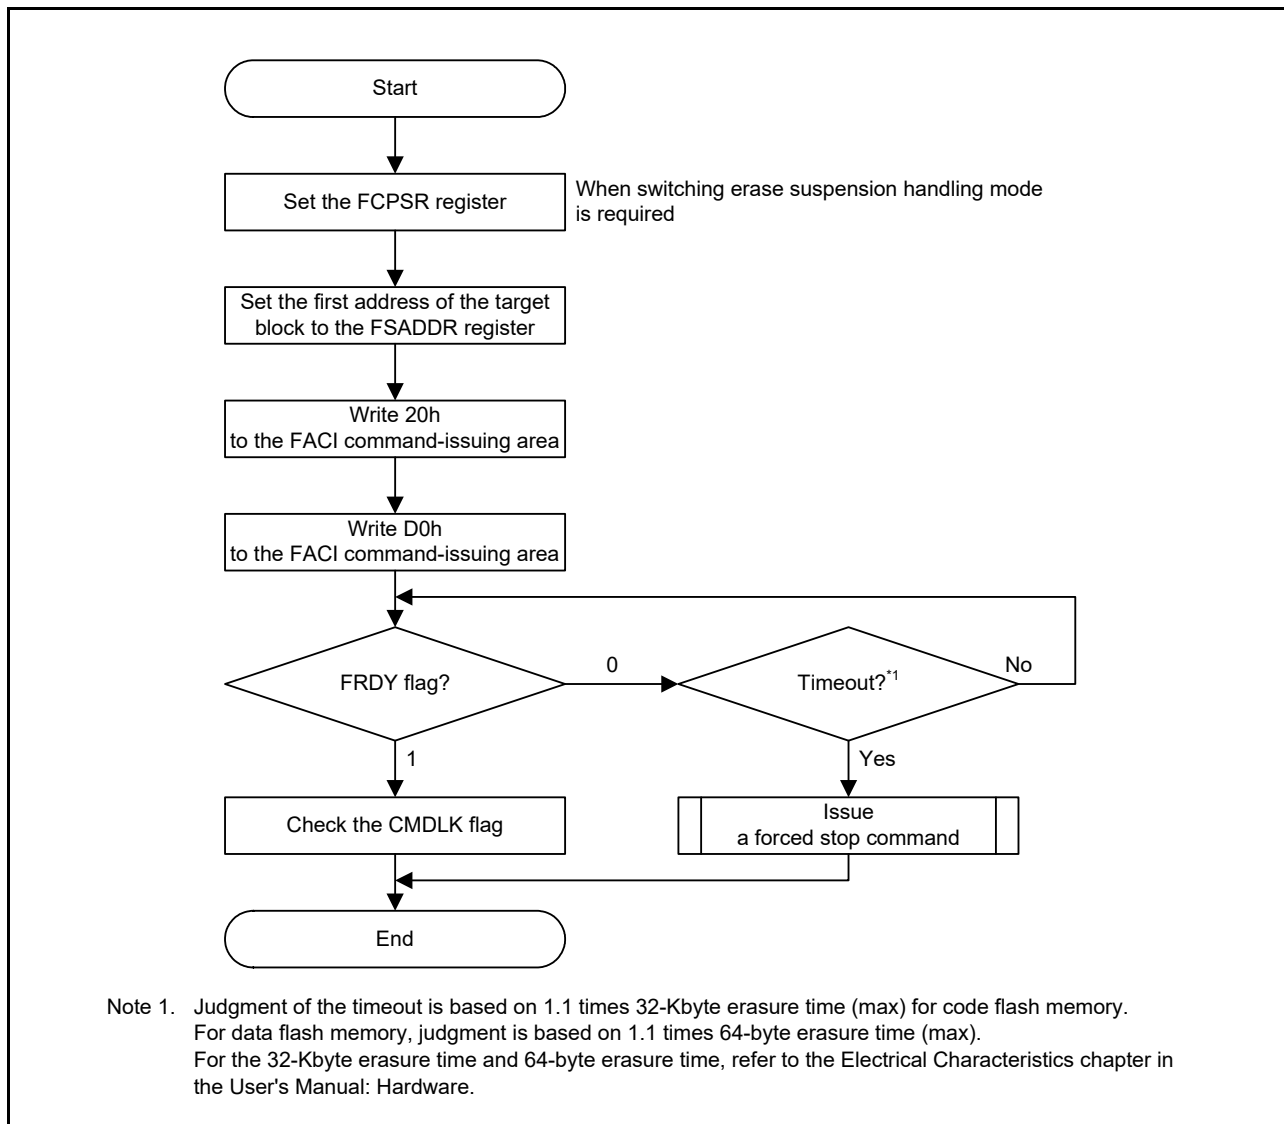 Start
Set the FCPSR register
When switching erase suspension handling mode
is required
Set the first address of the target
block to the FSADDR register
Write 20h
to the FACI command-issuing area
Write D0h
to the FACI command-issuing area
FRDY flag?
0
Timeout?*1
No
1
Yes
Check the CMDLK flag
Issue
a forced stop command
End
Note 1. Judgment of the timeout is based on 1.1 times 32-Kbyte erasure time (max) for code flash memory.
For data flash memory, judgment is based on 1.1 times 64-byte erasure time (max).
For the 32-Kbyte erasure time and 64-byte erasure time, refer to the Electrical Characteristics chapter in
the User's Manual: Hardware.